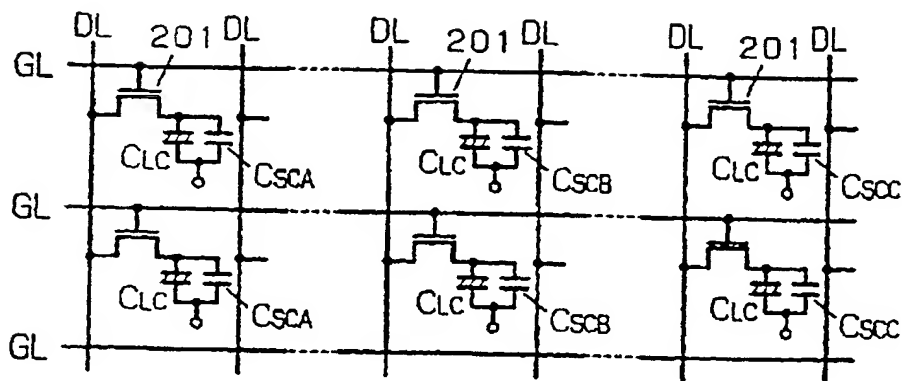 DL 201 DL DL 201 DL DL 201 DL
GL
CLC CSCA CLC CSCB CLC CSCC
GL
CLC CSCA CLC CSCB CLC CSCC
GL